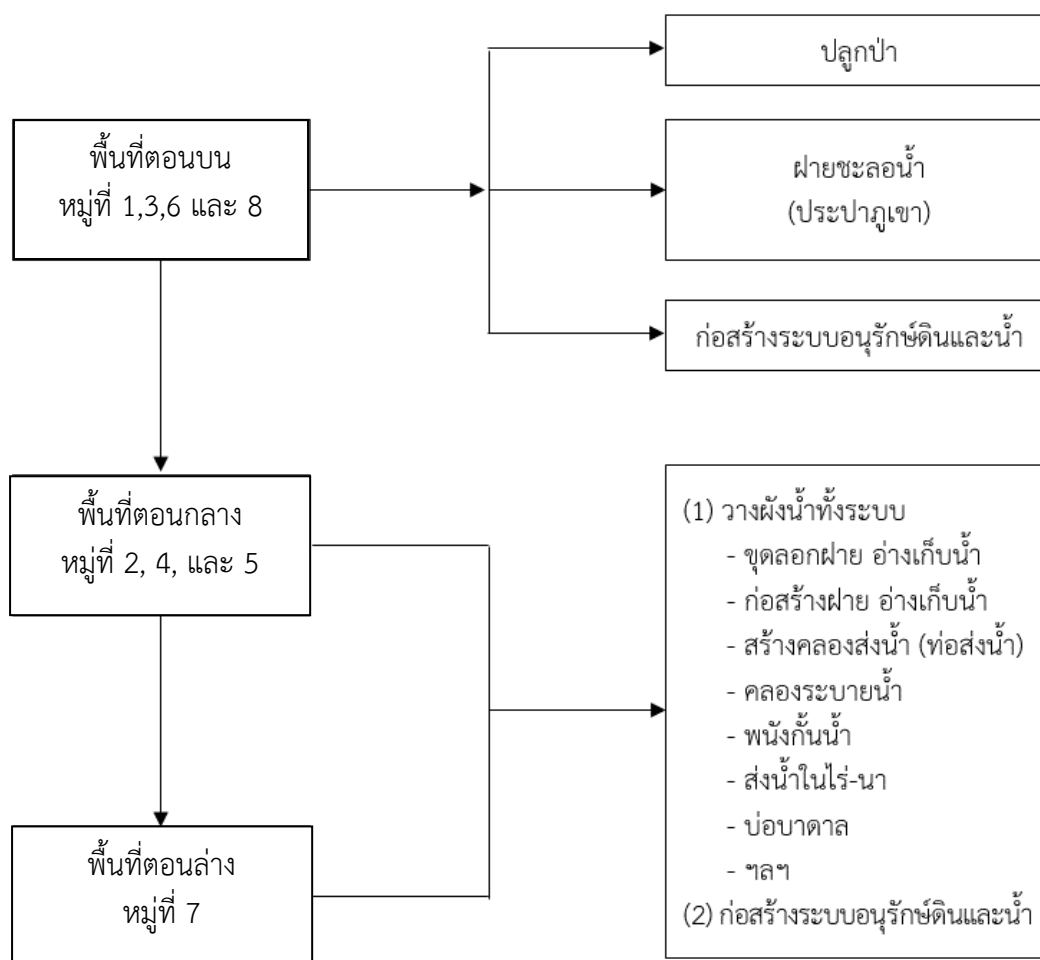 ปลูกป่า
พื้นที่ตอนบน
หมู่ที่ 1,3,6 และ 8
ฝายชะลอน้ำ
(ประปาภูเขา)
ก่อสร้างระบบอนุรักษ์ดินและน้ำ
พื้นที่ตอนกลาง
หมู่ที่ 2, 4, และ 5
พื้นที่ตอนล่าง
หมู่ที่ 7
(1) วางผังน้ำทั้งระบบ
- ขุดลอกฝาย อ่างเก็บน้ำ
- ก่อสร้างฝาย อ่างเก็บน้ำ
- สร้างคลองส่งน้ำ (ท่อส่งน้ำ)
- คลองระบายน้ำ
- พนังกั้นน้ำ
- ส่งน้ำในไร่-นา
- บ่อบาดาล
- ฯลฯ
(2) ก่อสร้างระบบอนุรักษ์ดินและน้ำ